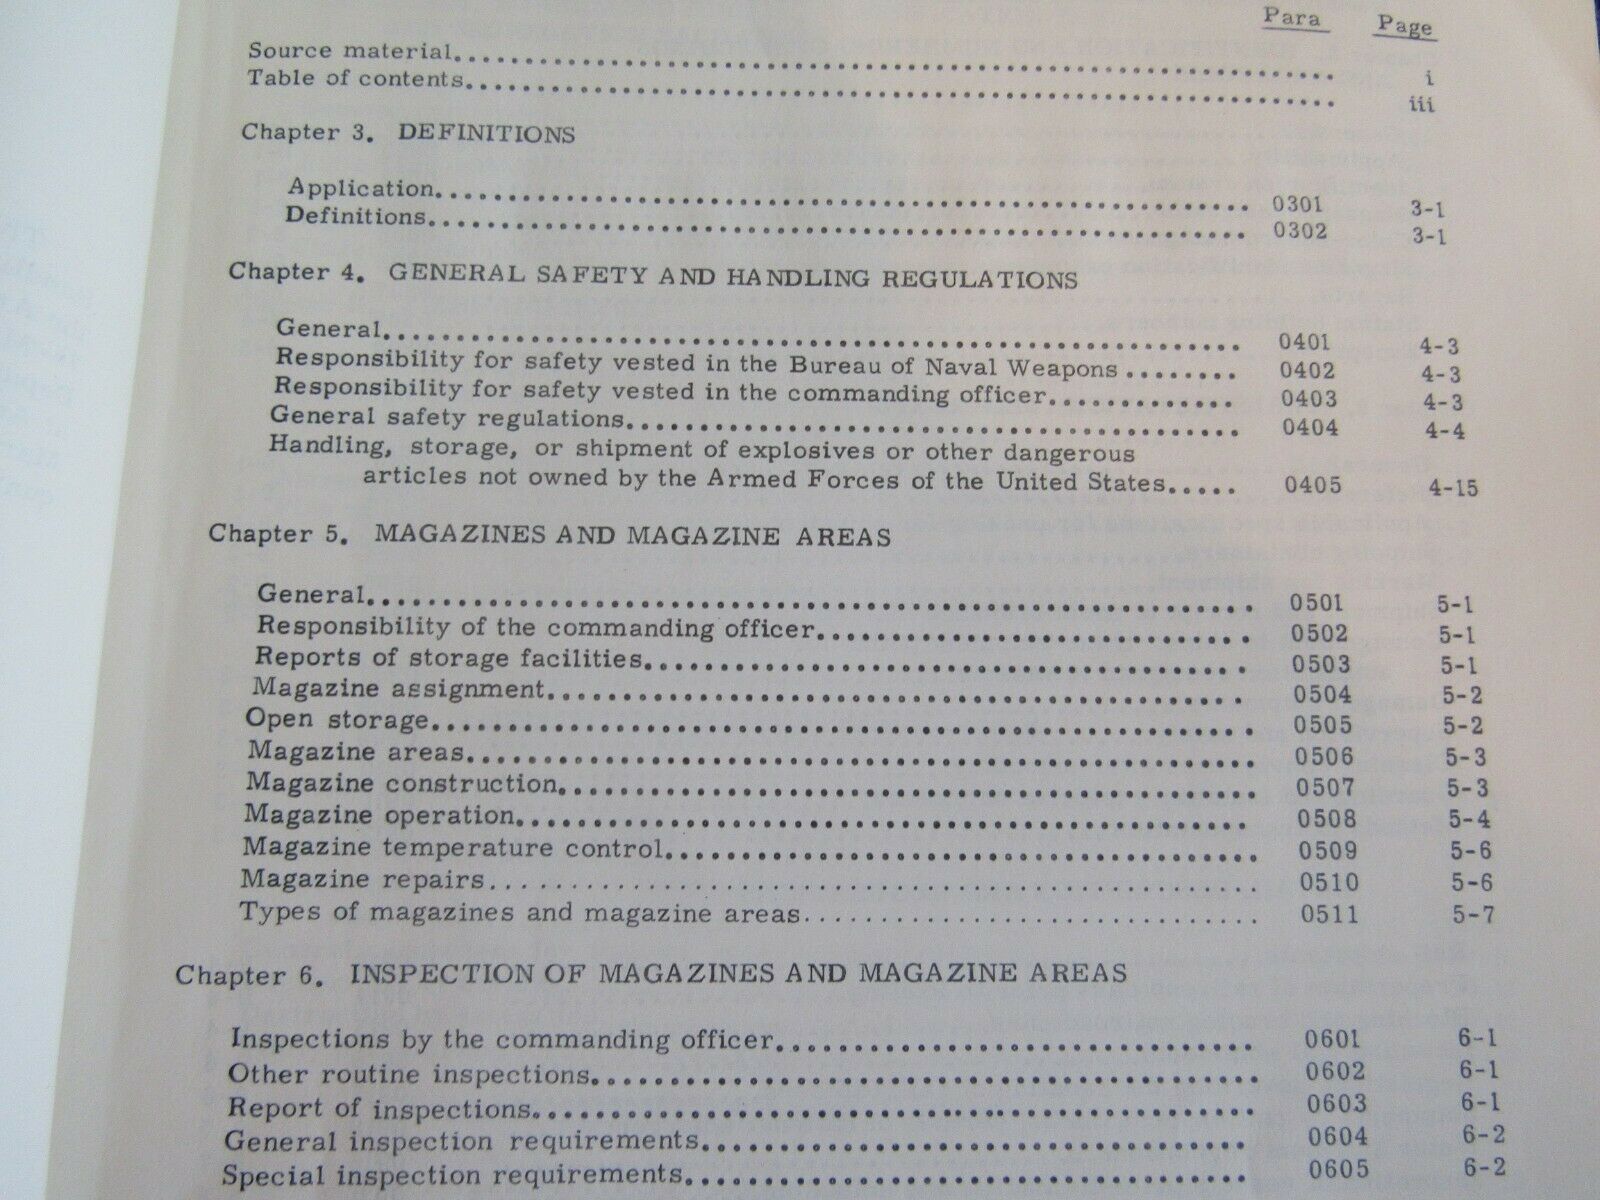 Para Page
Source material.......... i
Table of contents.......... iii
Chapter 3. DEFINITIONS
Application.......... 0301 3-1
Definitions.......... 0302 3-1
Chapter 4. GENERAL SAFETY AND HANDLING REGULATIONS
General.......... 0401 4-3
Responsibility for safety vested in the Bureau of Naval Weapons ........ 0402 4-3
Responsibility for safety vested in the commanding officer............. 0403 4-3
General safety regulations.......... 0404 4-4
Handling, storage, or shipment of explosives or other dangerous
articles not owned by the Armed Forces of the United States..... 0405 4-15
Chapter 5. MAGAZINES AND MAGAZINE AREAS
General.......... 0501 5-1
Responsibility of the commanding officer.......... 0502 5-1
Reports of storage facilities.......... 0503 5-1
Magazine assignment.......... 0504 5-2
Open storage.......... 0505 5-2
Magazine areas.......... 0506 5-3
Magazine construction.......... 0507 5-3
Magazine operation.......... 0508 5-4
Magazine temperature control.......... 0509 5-6
Magazine repairs.......... 0510 5-6
Types of magazines and magazine areas.......... 0511 5-7
Chapter 6. INSPECTION OF MAGAZINES AND MAGAZINE AREAS
Inspections by the commanding officer.......... 0601 6-1
Other routine inspections.......... 0602 6-1
Report of inspections.......... 0603 6-1
General inspection requirements.......... 0604 6-2
Special inspection requirements.......... 0605 6-2